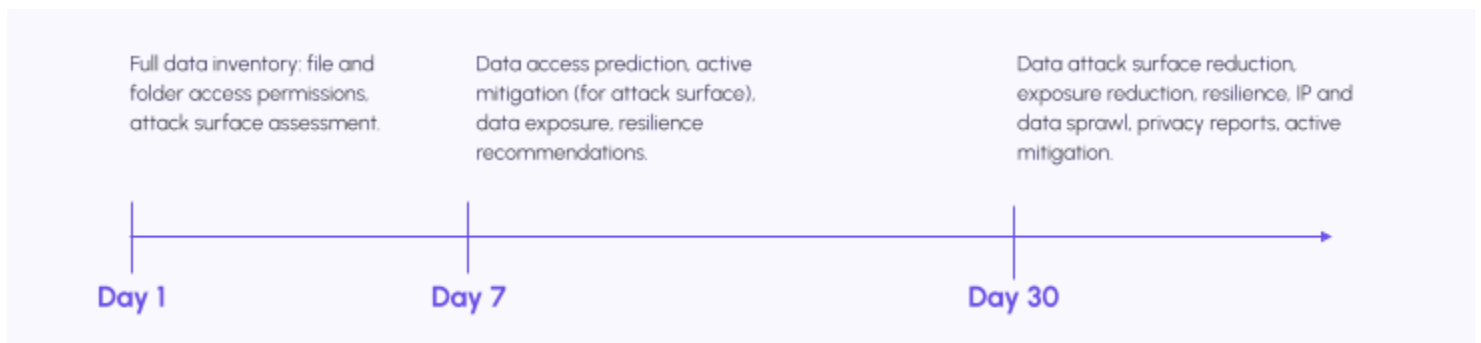 Full data inventory: file and
folder access permissions,
attack surface assessment.
Data access prediction, active
mitigation (for attack surface),
data exposure, resilience
recommendations.
Data attack surface reduction,
exposure reduction, resilience, IP and
data sprawl, privacy reports, active
mitigation.
Day 1
Day 7
Day 30